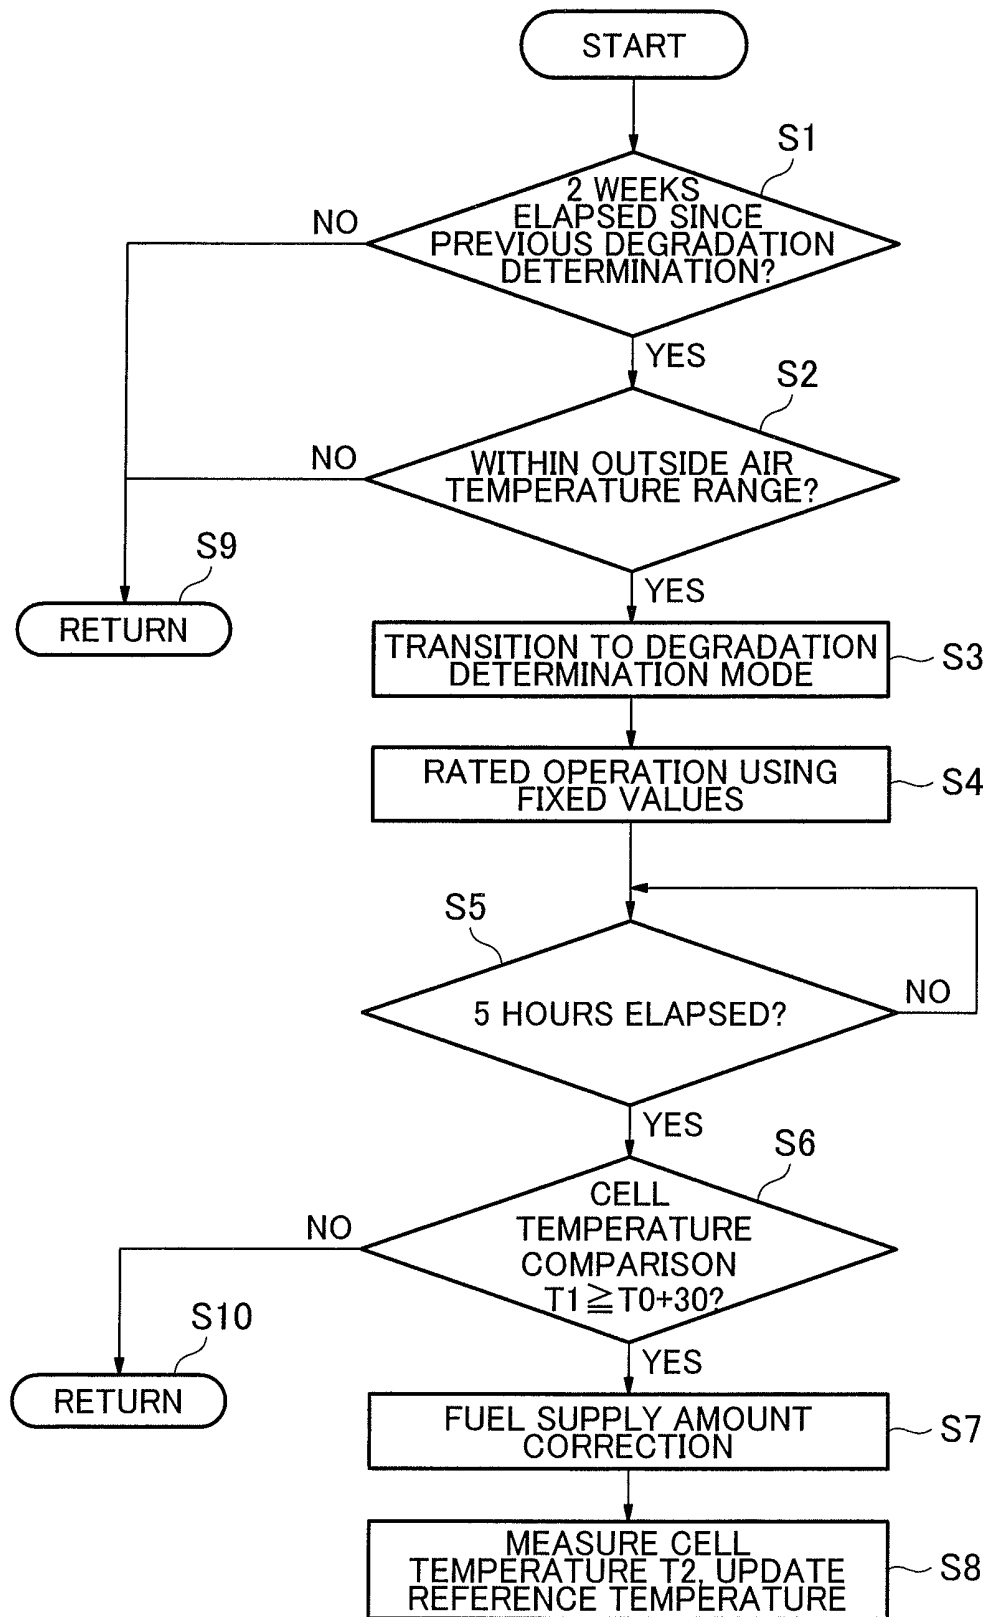 START
S1
2 WEEKS
ELAPSED SINCE
PREVIOUS DEGRADATION
DETERMINATION?
NO
YES
S2
WITHIN OUTSIDE AIR
TEMPERATURE RANGE?
NO
YES
S9
RETURN
TRANSITION TO DEGRADATION
DETERMINATION MODE
S3
RATED OPERATION USING
FIXED VALUES
S4
S5
5 HOURS ELAPSED?
NO
YES
S6
CELL
TEMPERATURE
COMPARISON
T1≧T0+30?
NO
YES
S10
RETURN
FUEL SUPPLY AMOUNT
CORRECTION
S7
MEASURE CELL
TEMPERATURE T2, UPDATE
REFERENCE TEMPERATURE
S8